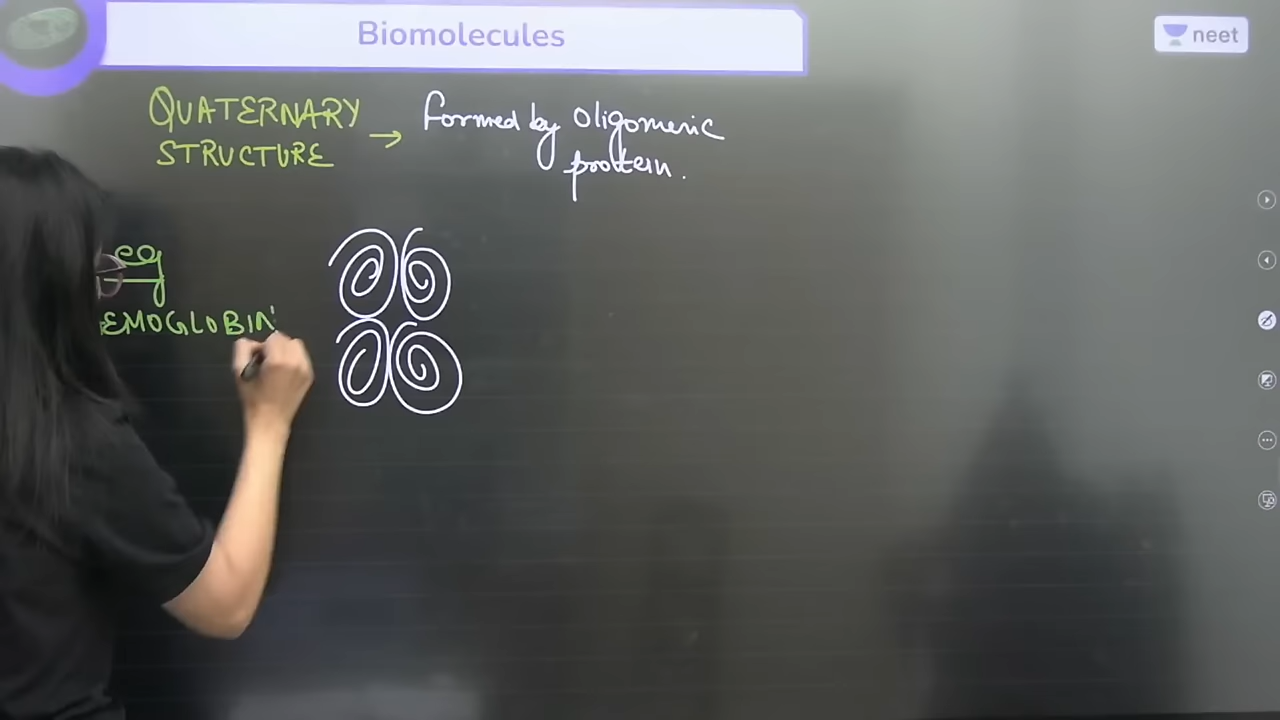 Biomolecules
neet
QUATERNARY
STRUCTURE
→ formed by Oligomeric
protein.
eg
EMOGLOBIN